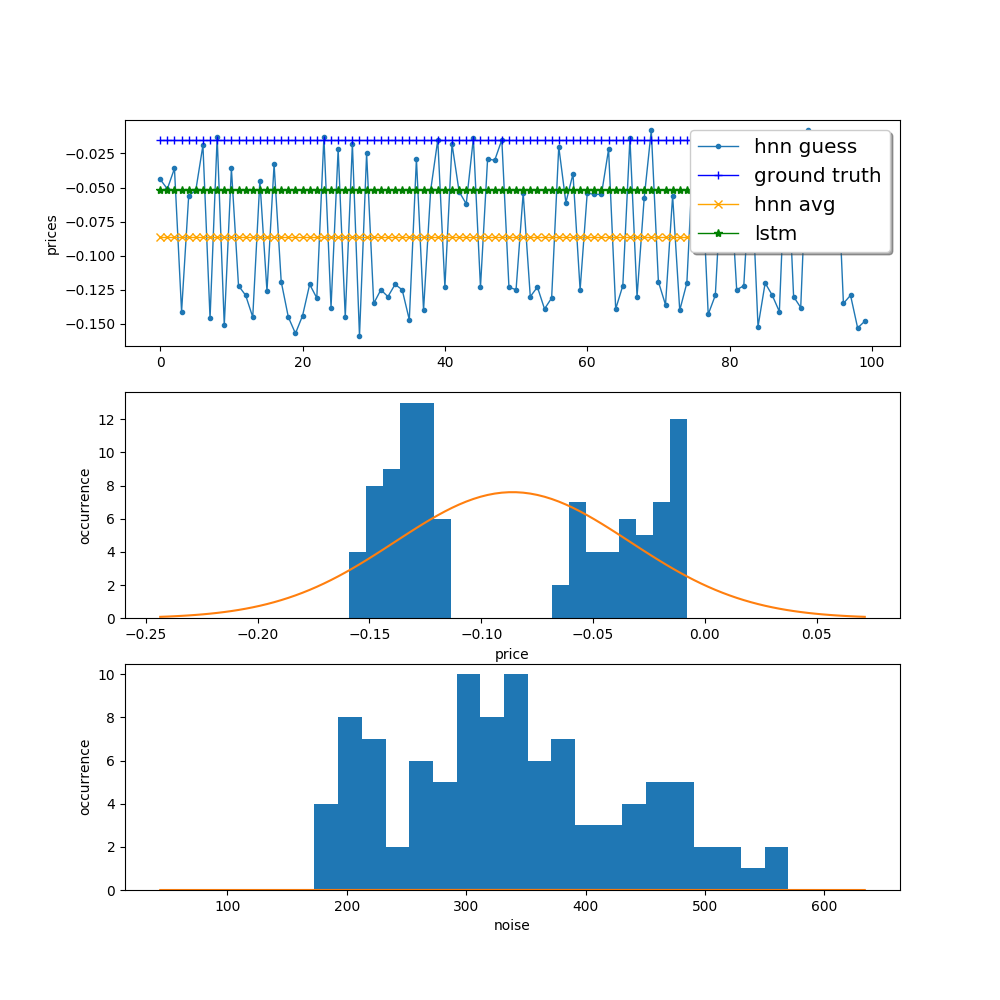 hnn guess
ground truth
hnn avg
lstm
prices
−0.025
−0.050
−0.075
−0.100
−0.125
−0.150
0 20 40 60 80 100
occurrence
12
10
8
6
4
2
0
−0.25 −0.20 −0.15 −0.10 −0.05 0.00 0.05
price
occurrence
10
8
6
4
2
0
100 200 300 400 500 600
noise